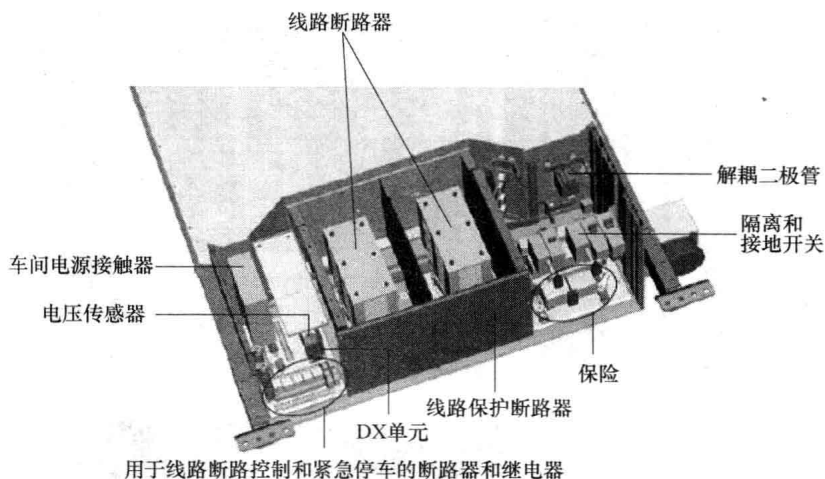 线路断路器
解耦二极管
隔离和
接地开关
车间电源接触器
电压传感器
保险
线路保护断路器
DX单元
用于线路断路控制和紧急停车的断路器和继电器